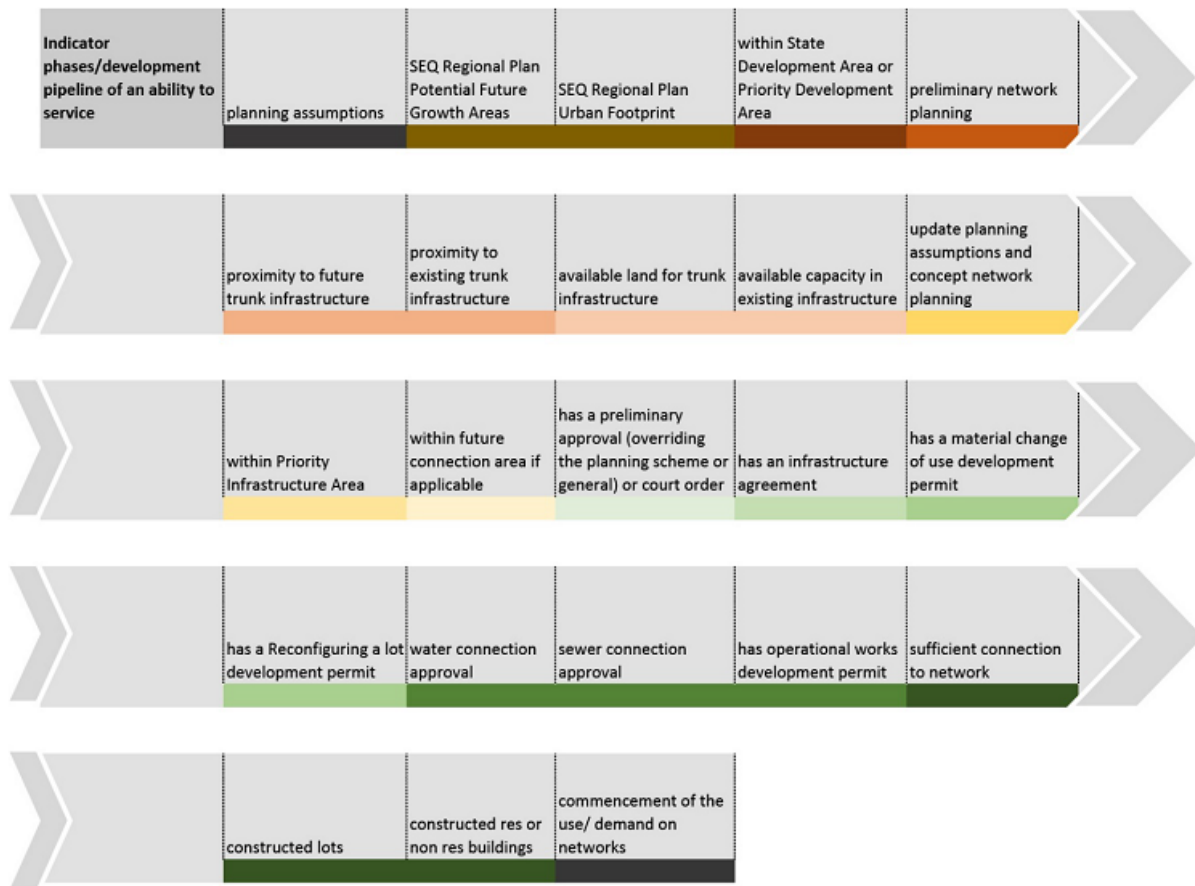 Indicator
phases/development
pipeline of an ability to
service
planning assumptions
SEQ Regional Plan
Potential Future
Growth Areas
SEQ Regional Plan
Urban Footprint
within State
Development Area or
Priority Development
Area
preliminary network
planning
proximity to future
trunk infrastructure
proximity to
existing trunk
infrastructure
available land for trunk
infrastructure
available capacity in
existing infrastructure
update planning
assumptions and
concept network
planning
within Priority
Infrastructure Area
within future
connection area if
applicable
has a preliminary
approval (overriding
the planning scheme or
general) or court order
has an infrastructure
agreement
has a material change
of use development
permit
has a Reconfiguring a lot
development permit
water connection
approval
sewer connection
approval
has operational works
development permit
sufficient connection
to network
constructed lots
constructed res or
non res buildings
commencement of the
use/ demand on
networks